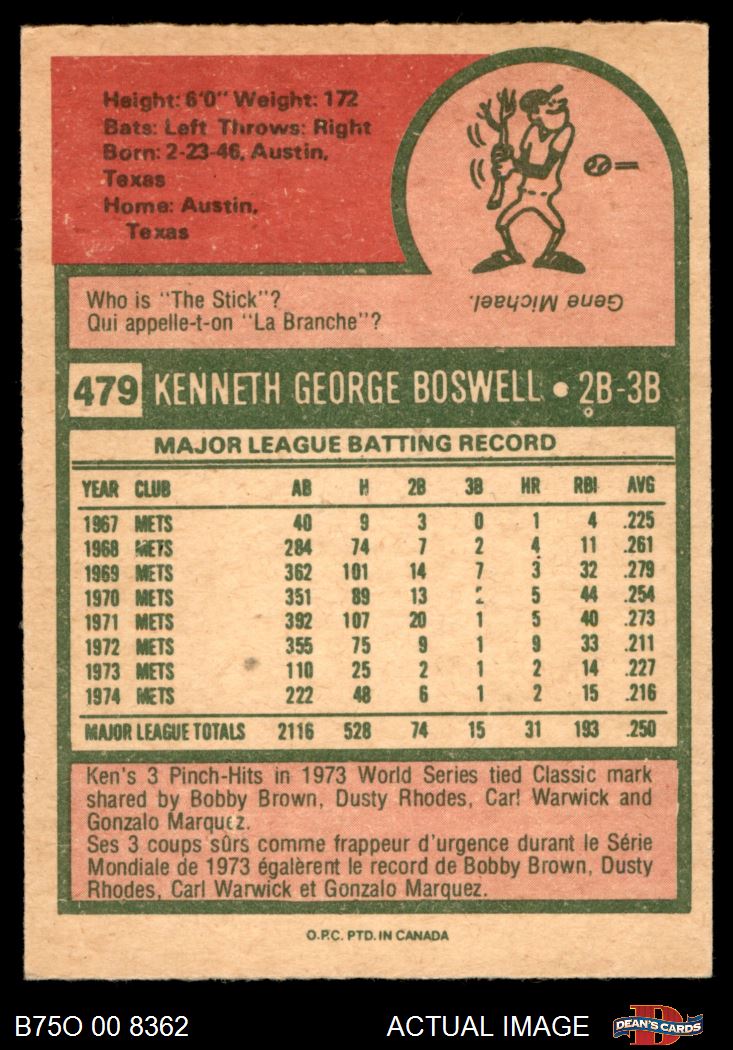 Height: 6'0" Weight: 172
Bats: Left Throws: Right
Born: 2-23-46, Austin,
Texas
Home: Austin,
Texas
Gene Michael.
Who is "The Stick"?
Qui appelle-t-on "La Branche"?
479 KENNETH GEORGE BOSWELL • 2B-3B
MAJOR LEAGUE BATTING RECORD
YEAR CLUB AB H 2B 3B HR RBI AVG
1967 METS 40 9 3 0 1 4 .225
1968 METS 284 74 7 2 4 11 .261
1969 METS 362 101 14 7 3 32 .279
1970 METS 351 89 13 5 44 .254
1971 METS 392 107 20 1 5 40 .273
1972 METS 355 75 9 1 9 33 .211
1973 METS 110 25 2 1 2 14 .227
1974 METS 222 48 6 1 2 15 .216
MAJOR LEAGUE TOTALS 2116 528 74 15 31 193 .250
Ken's 3 Pinch-Hits in 1973 World Series tied Classic mark
shared by Bobby Brown, Dusty Rhodes, Carl Warwick and
Gonzalo Marquez.
Ses 3 coups sûrs comme frappeur d'urgence durant le Série
Mondiale de 1973 égalèrent le record de Bobby Brown, Dusty
Rhodes, Carl Warwick et Gonzalo Marquez.
O.P.C. PTD. IN CANADA
B75O 00 8362 ACTUAL IMAGE DEAN'S CARDS